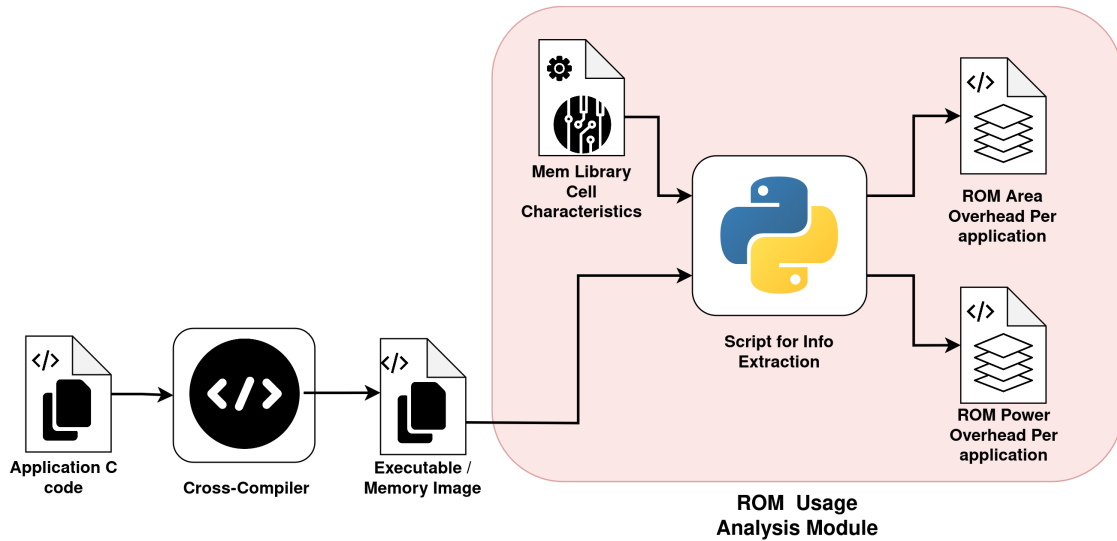 </>
Mem Library
Cell
Characteristics
</>
ROM Area
Overhead Per
application
Script for Info
Extraction
</>
ROM Power
Overhead Per
application
</>
Application C
code
</>
Cross-Compiler
</>
Executable /
Memory Image
ROM Usage
Analysis Module